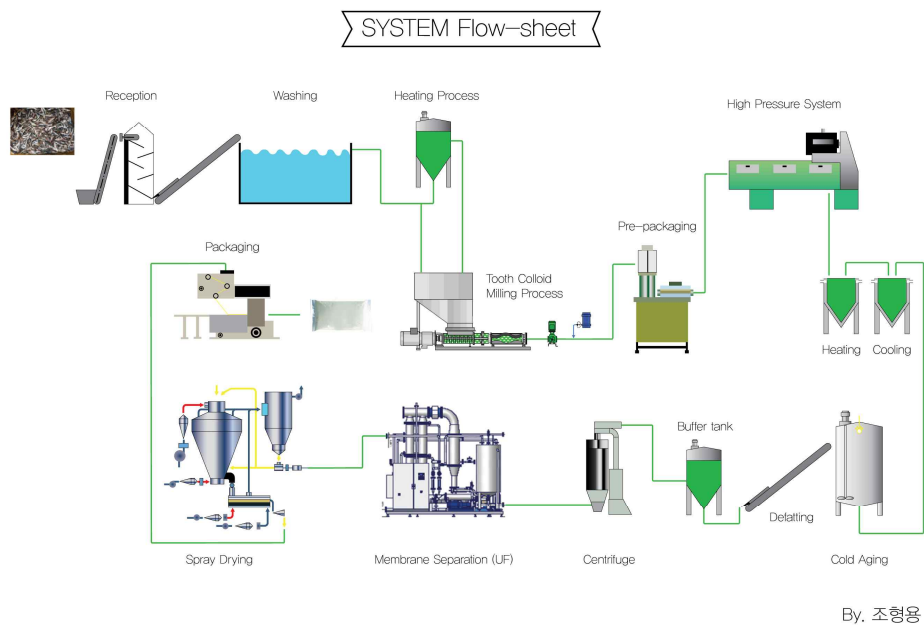 SYSTEM Flow-sheet
Reception
Washing
Heating Process
High Pressure System
Packaging
Tooth Colloid
Milling Process
Pre-packaging
Heating
Cooling
Spray Drying
Membrane Separation (UF)
Centrifuge
Buffer tank
Defatting
Cold Aging
By. 조형용